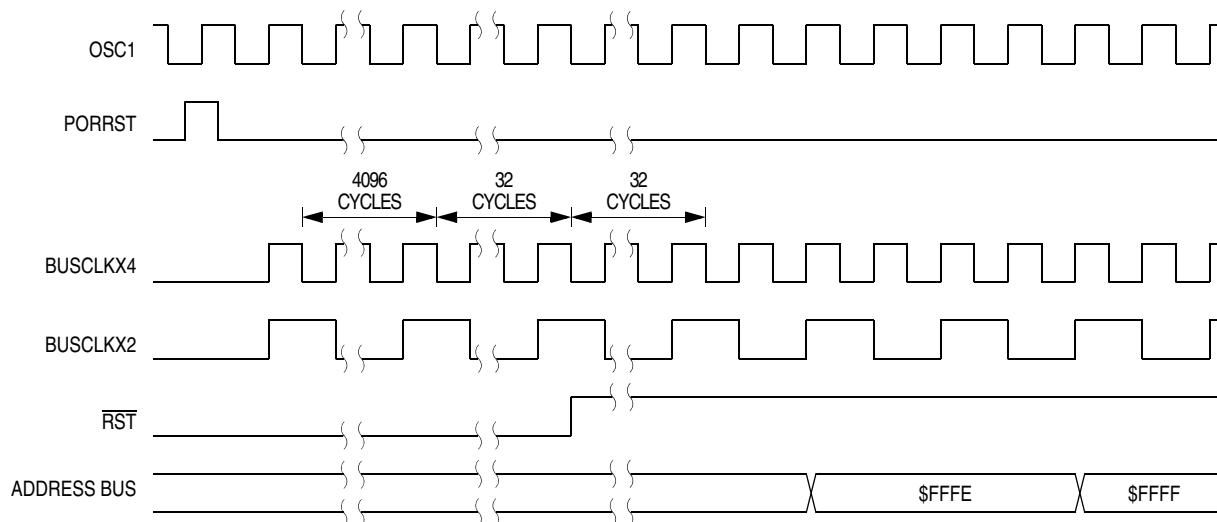 OSC1
PORRST
4096
CYCLES
32
CYCLES
32
CYCLES
BUSCLKX4
BUSCLKX2
RST
ADDRESS BUS
$FFFE
$FFFF